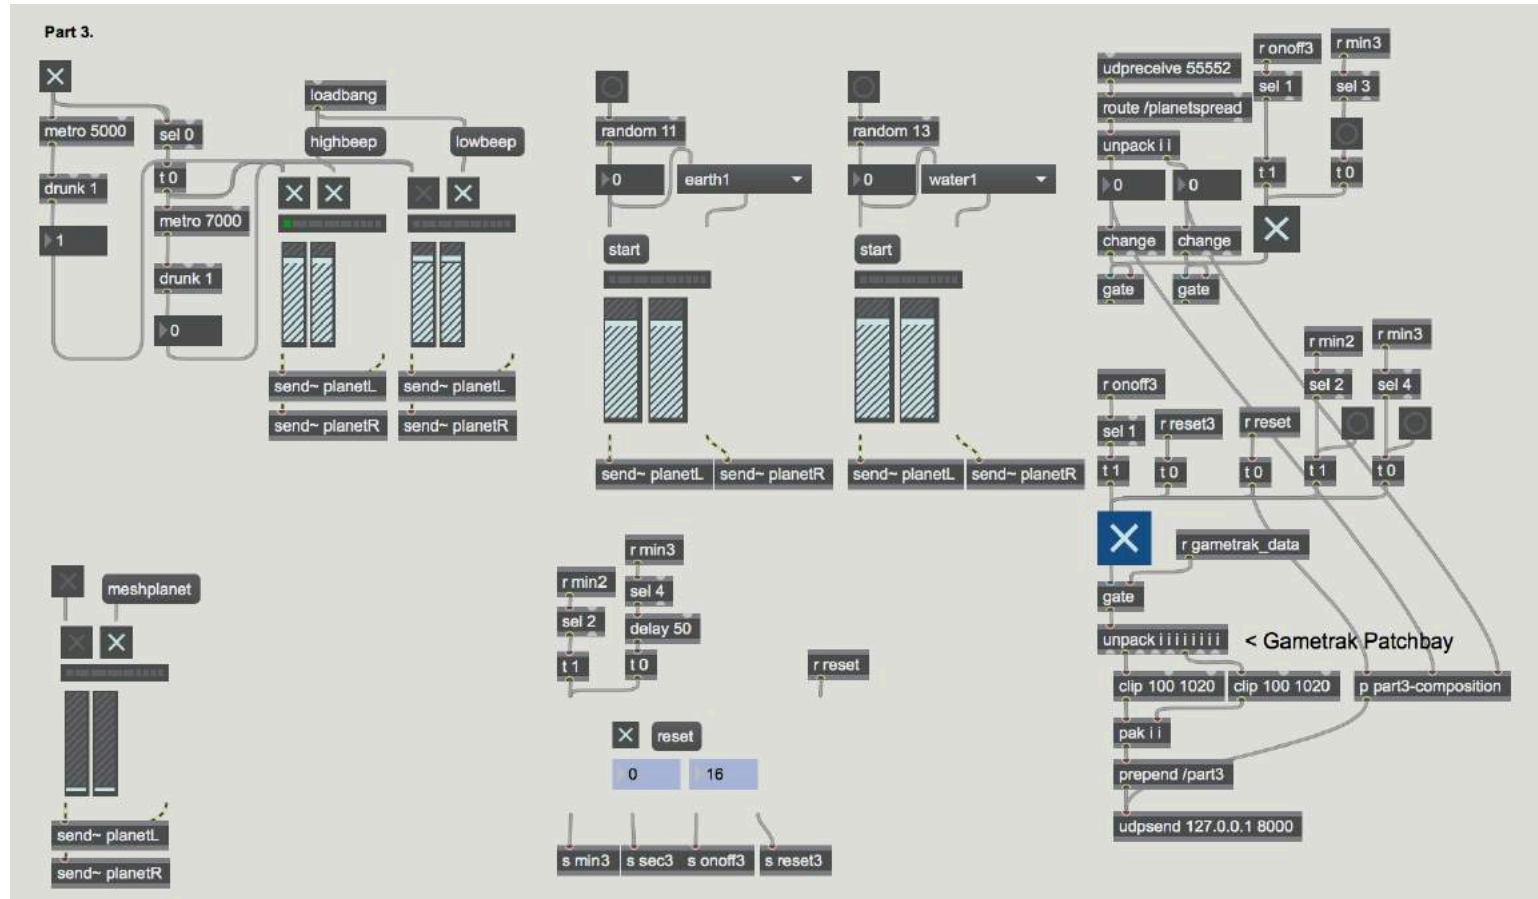 Part 3.
metro 5000
sel 0
drunk 1
t 0
1
metro 7000
drunk 1
0
loadbang
highbeep
lowbeep
send~ planetL
send~ planetR
send~ planetL
send~ planetR
random 11
0
earth1
start
send~ planetL
send~ planetR
random 13
0
water1
start
send~ planetL
send~ planetR
udpreceive 55552
route /planetspread
unpack i i
0
0
change
change
gate
gate
r onoff3
sel 1
t 1
r min3
sel 3
t 0
r onoff3
sel 1
t 1
r reset3
t 0
r reset
t 0
r min2
sel 2
t 1
r min3
sel 4
t 0
r gametrak_data
gate
unpack i i i i i i i i
< Gametrak Patchbay
clip 100 1020
clip 100 1020
p part3-composition
pak i i
prepend /part3
udpsend 127.0.0.1 8000
meshplanet
send~ planetL
send~ planetR
r min2
sel 2
t 1
r min3
sel 4
delay 50
t 0
r reset
reset
0
16
s min3
s sec3
s onoff3
s reset3